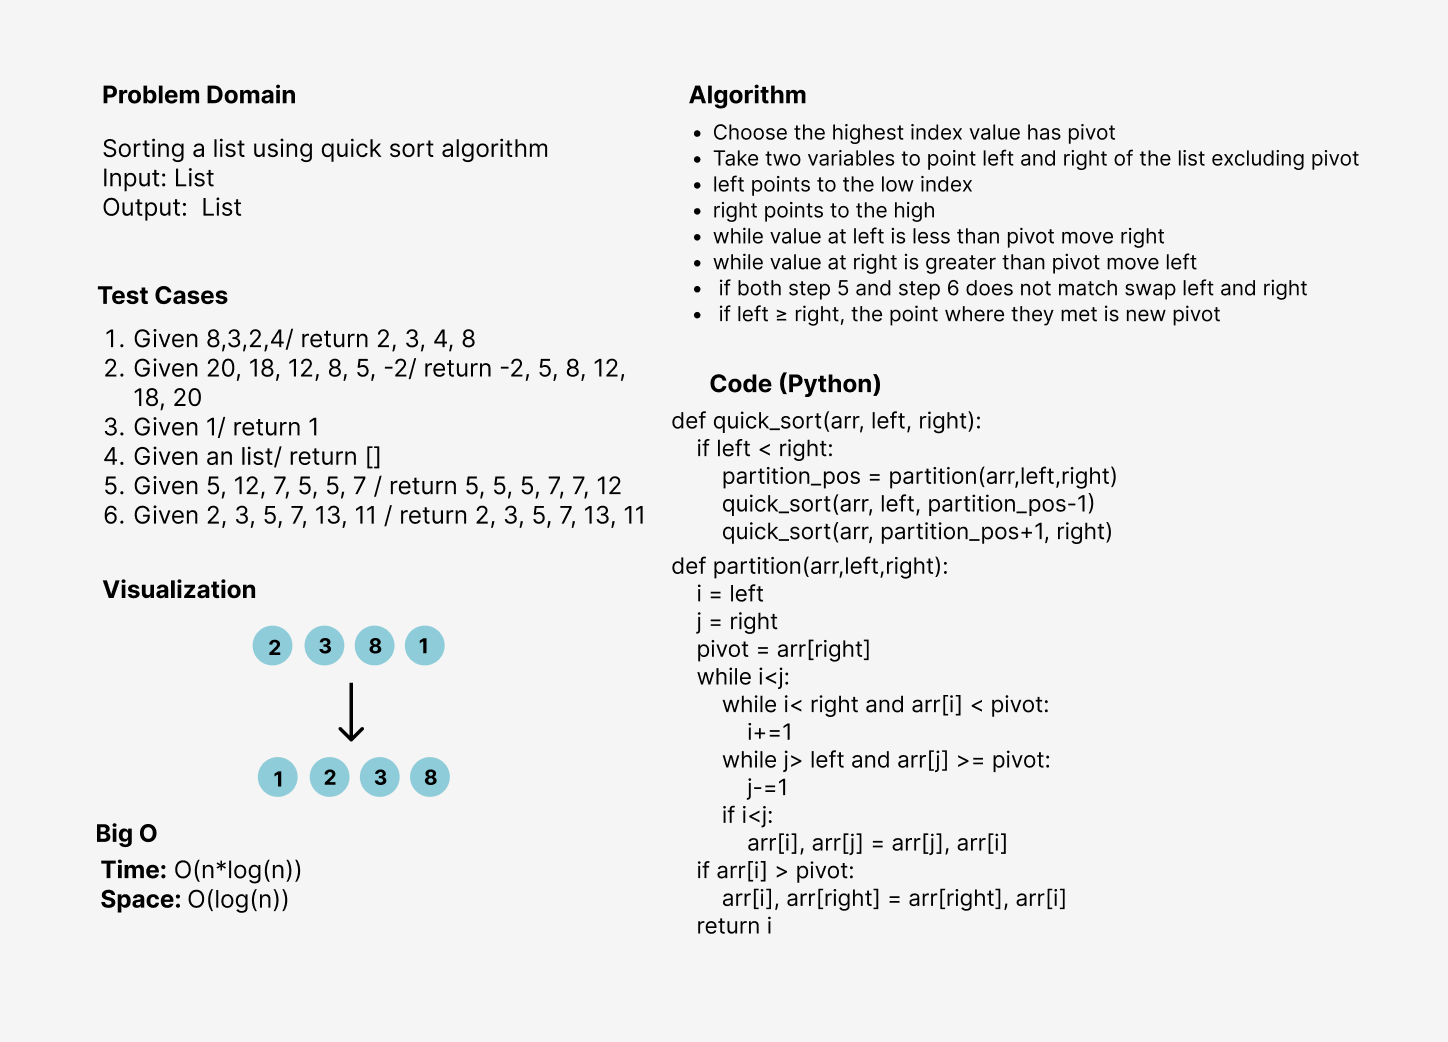 Problem Domain
Sorting a list using quick sort algorithm
Input: List
Output:  List
Test Cases
1. Given 8,3,2,4/ return 2, 3, 4, 8
2. Given 20, 18, 12, 8, 5, -2/ return -2, 5, 8, 12,
18, 20
3. Given 1/ return 1
4. Given an list/ return []
5. Given 5, 12, 7, 5, 5, 7 / return 5, 5, 5, 7, 7, 12
6. Given 2, 3, 5, 7, 13, 11 / return 2, 3, 5, 7, 13, 11
Visualization
2 3 8 1
1 2 3 8
Big O
Time: O(n*log(n))
Space: O(log(n))
Algorithm
• Choose the highest index value has pivot
• Take two variables to point left and right of the list excluding pivot
• left points to the low index
• right points to the high
• while value at left is less than pivot move right
• while value at right is greater than pivot move left
• if both step 5 and step 6 does not match swap left and right
• if left ≥ right, the point where they met is new pivot
Code (Python)
def quick_sort(arr, left, right):
    if left < right:
        partition_pos = partition(arr,left,right)
        quick_sort(arr, left, partition_pos-1)
        quick_sort(arr, partition_pos+1, right)
def partition(arr,left,right):
    i = left
    j = right
    pivot = arr[right]
    while i<j:
        while i< right and arr[i] < pivot:
            i+=1
        while j> left and arr[j] >= pivot:
            j-=1
        if i<j:
            arr[i], arr[j] = arr[j], arr[i]
    if arr[i] > pivot:
        arr[i], arr[right] = arr[right], arr[i]
    return i